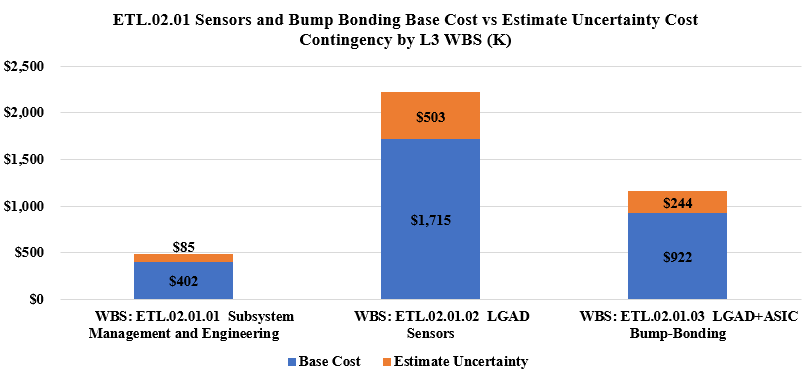 ETL.02.01 Sensors and Bump Bonding Base Cost vs Estimate Uncertainty Cost
Contingency by L3 WBS (K)
$2,500
$2,000
$1,500
$1,000
$500
$0
$85
$402
$503
$1,715
$244
$922
WBS: ETL.02.01.01 Subsystem
Management and Engineering
WBS: ETL.02.01.02 LGAD
Sensors
WBS: ETL.02.01.03 LGAD+ASIC
Bump-Bonding
Base Cost
Estimate Uncertainty